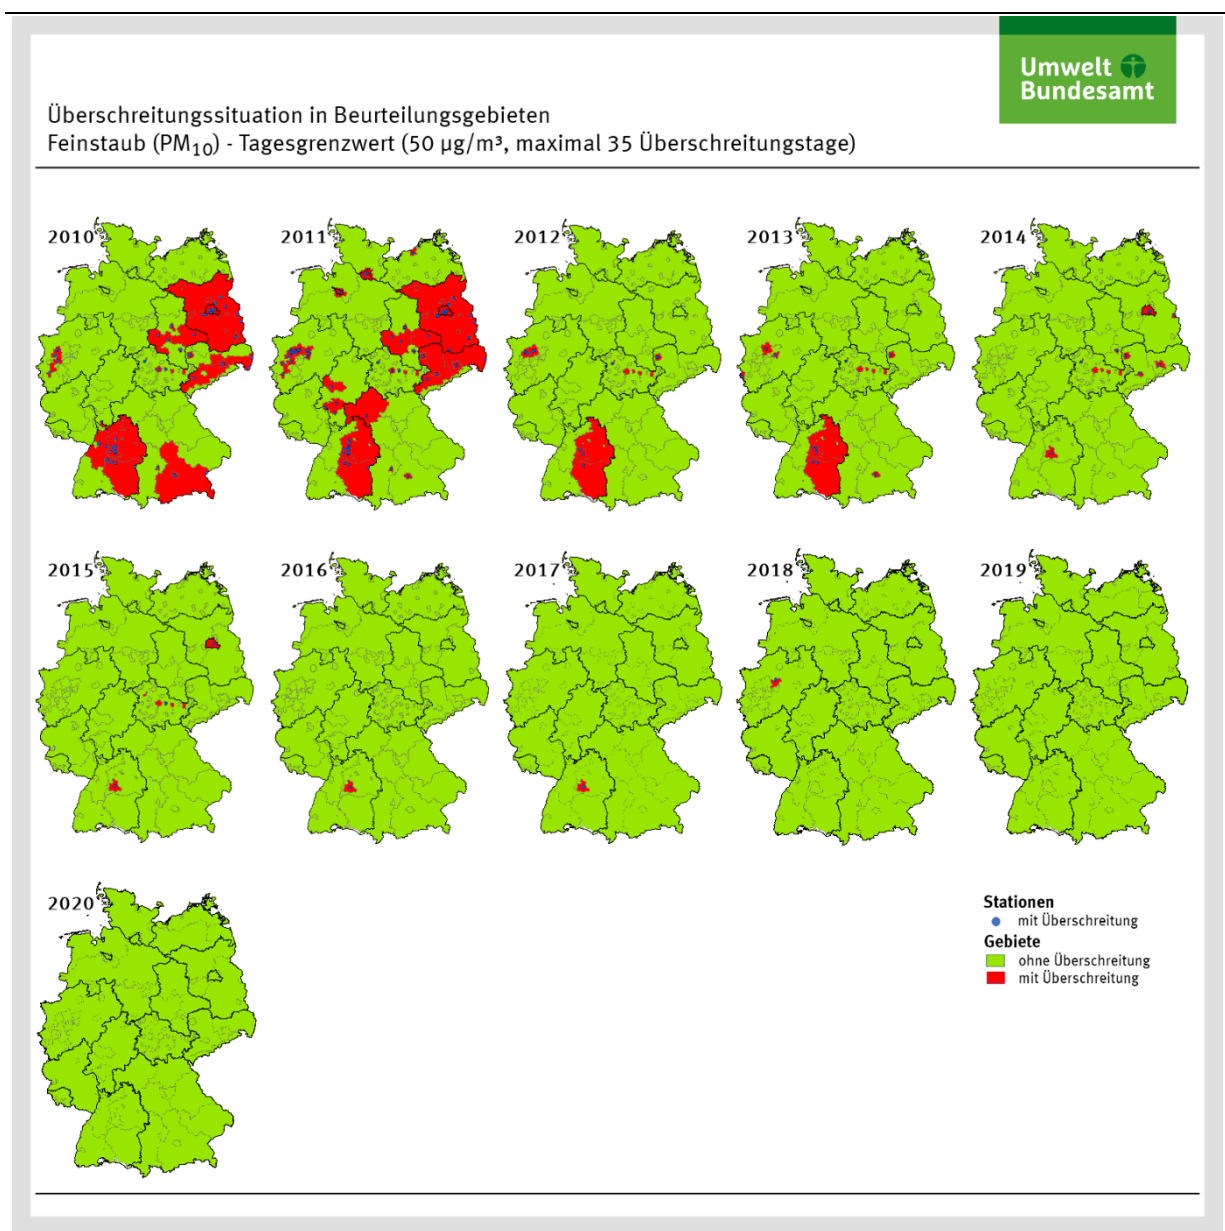 Umwelt
Bundesamt
Überschreitungssituation in Beurteilungsgebieten
Feinstaub (PM₁₀) - Tagesgrenzwert (50 µg/m³, maximal 35 Überschreitungstage)
2010
2011
2012
2013
2014
2015
2016
2017
2018
2019
2020
Stationen
mit Überschreitung
Gebiete
ohne Überschreitung
mit Überschreitung